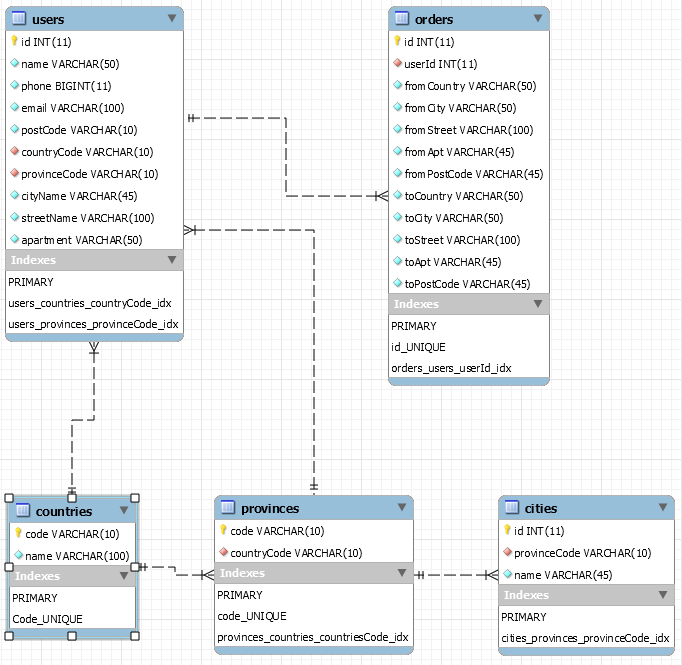 users
id INT(11)
name VARCHAR(50)
phone BIGINT(11)
email VARCHAR(100)
postCode VARCHAR(10)
countryCode VARCHAR(10)
provinceCode VARCHAR(10)
cityName VARCHAR(45)
streetName VARCHAR(100)
apartment VARCHAR(50)
Indexes
PRIMARY
users_countries_countryCode_idx
users_provinces_provinceCode_idx
orders
id INT(11)
userId INT(11)
fromCountry VARCHAR(50)
fromCity VARCHAR(50)
fromStreet VARCHAR(100)
fromApt VARCHAR(45)
fromPostCode VARCHAR(45)
toCountry VARCHAR(50)
toCity VARCHAR(50)
toStreet VARCHAR(100)
toApt VARCHAR(45)
toPostCode VARCHAR(45)
Indexes
PRIMARY
id_UNIQUE
orders_users_userId_idx
countries
code VARCHAR(10)
name VARCHAR(100)
Indexes
PRIMARY
Code_UNIQUE
provinces
code VARCHAR(10)
countryCode VARCHAR(10)
Indexes
PRIMARY
code_UNIQUE
provinces_countries_countriesCode_idx
cities
id INT(11)
provinceCode VARCHAR(10)
name VARCHAR(45)
Indexes
PRIMARY
cities_provinces_provinceCode_idx